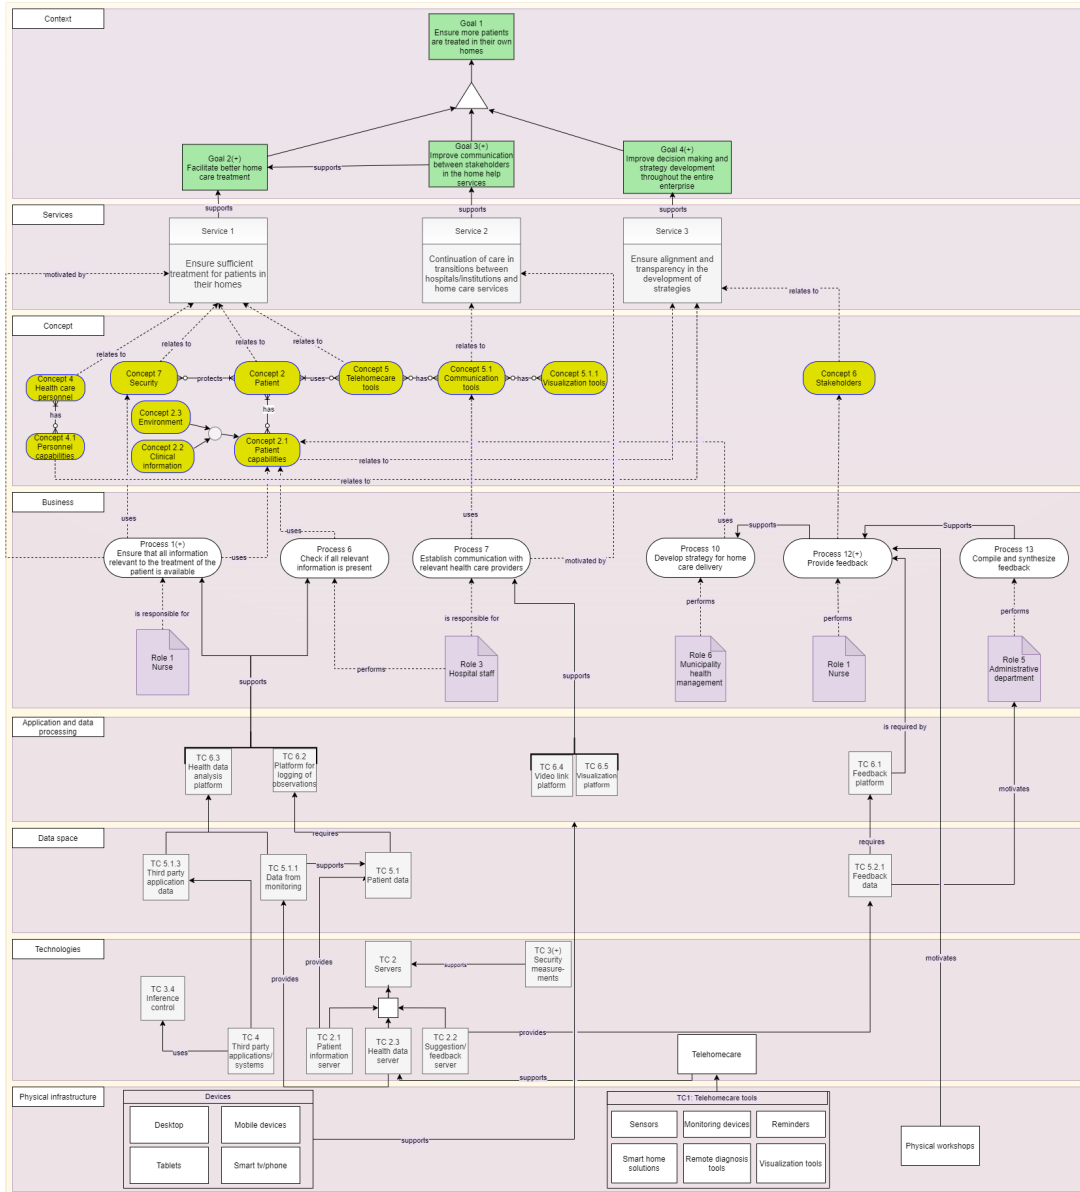 Context
Goal 1
Ensure more patients
are treated in their own
homes
Goal 2(+)
Facilitate better home
care treatment
supports
Goal 3(+)
Improve communication
between stakeholders
in the home help
services
Goal 4(+)
Improve decision making and
strategy development
throughout the entire
enterprise
Services
supports
supports
supports
Service 1
Ensure sufficient
treatment for patients in
their homes
Service 2
Continuation of care in
transitions between
hospitals/institutions and
home care services
Service 3
Ensure alignment and
transparency in the
development of
strategies
motivated by
relates to
Concept
relates to
relates to
relates to
relates to
relates to
Concept 4
Health care
personnel
Concept 7
Security
protects
Concept 2
Patient
uses
Concept 5
Telehomecare
tools
has
Concept 5.1
Communication
tools
has
Concept 5.1.1
Visualization tools
Concept 6
Stakeholders
has
has
Concept 2.3
Environment
Concept 4.1
Personnel
capabilities
Concept 2.2
Clinical
information
Concept 2.1
Patient
capabilities
relates to
relates to
Business
uses
uses
uses
uses
uses
Process 1(+)
Ensure that all information
relevant to the treatment of the
patient is available
Process 6
Check if all relevant
information is present
Process 7
Establish communication with
relevant health care providers
motivated by
Process 10
Develop strategy for home
care delivery
supports
Process 12(+)
Provide feedback
Supports
Process 13
Compile and synthesize
feedback
is responsible for
is responsible for
performs
performs
performs
Role 1
Nurse
performs
Role 3
Hospital staff
Role 6
Municipality
health
management
Role 1
Nurse
Role 5
Administrative
department
supports
supports
Application and data
processing
is required by
TC 6.3
Health data
analysis
platform
TC 6.2
Platform for
logging of
observations
TC 6.4
Video link
platform
TC 6.5
Visualization
platform
TC 6.1
Feedback
platform
motivates
Data space
requires
requires
TC 5.1.3
Third party
application
data
TC 5.1.1
Data from
monitoring
supports
TC 5.1
Patient data
TC 5.2.1
Feedback
data
Technologies
TC 2
Servers
supports
TC 3(+)
Security
measure-
ments
provides
provides
motivates
TC 3.4
Inference
control
uses
TC 4
Third party
applications/
systems
TC 2.1
Patient
information
server
TC 2.3
Health data
server
TC 2.2
Suggestion/
feedback
server
provides
Telehomecare
supports
Physical infrastructure
Devices
Desktop
Mobile devices
Tablets
Smart tv/phone
supports
TC1: Telehomecare tools
Sensors
Monitoring devices
Reminders
Smart home
solutions
Remote diagnosis
tools
Visualization tools
Physical workshops